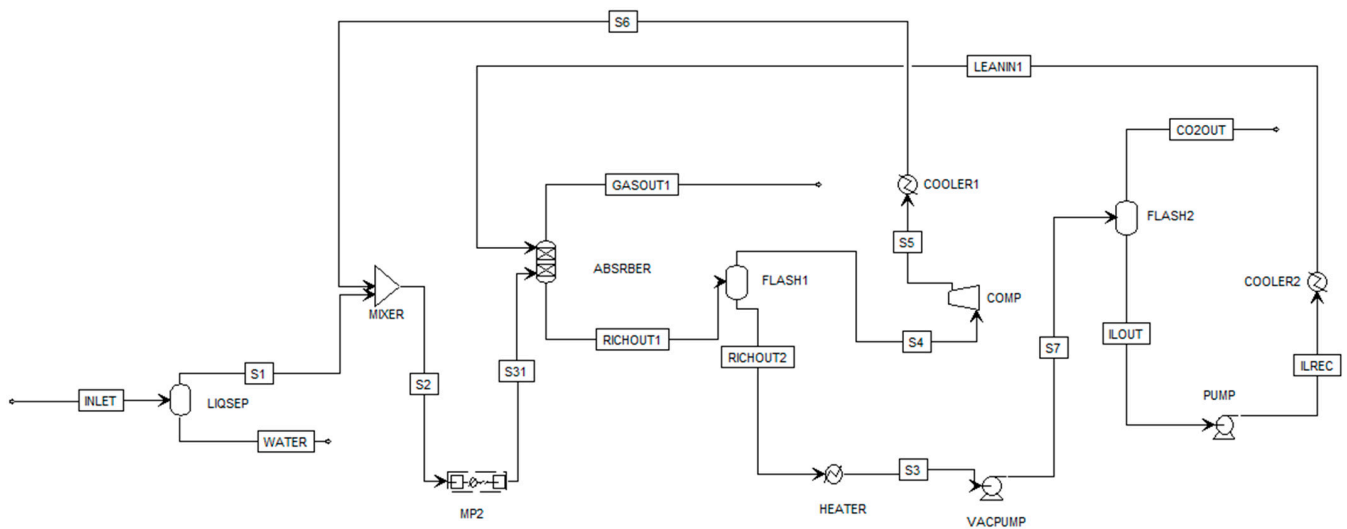 S6
LEANIN1
CO2OUT
GASOUT1
COOLER1
FLASH2
S5
ABSRBER
FLASH1
COOLER2
COMP
MIXER
RICHOUT1
S4
RICHOUT2
S7
ILOUT
S1
S2
S31
ILREC
INLET
LIQSEP
PUMP
WATER
S3
MP2
HEATER
VACPUMP